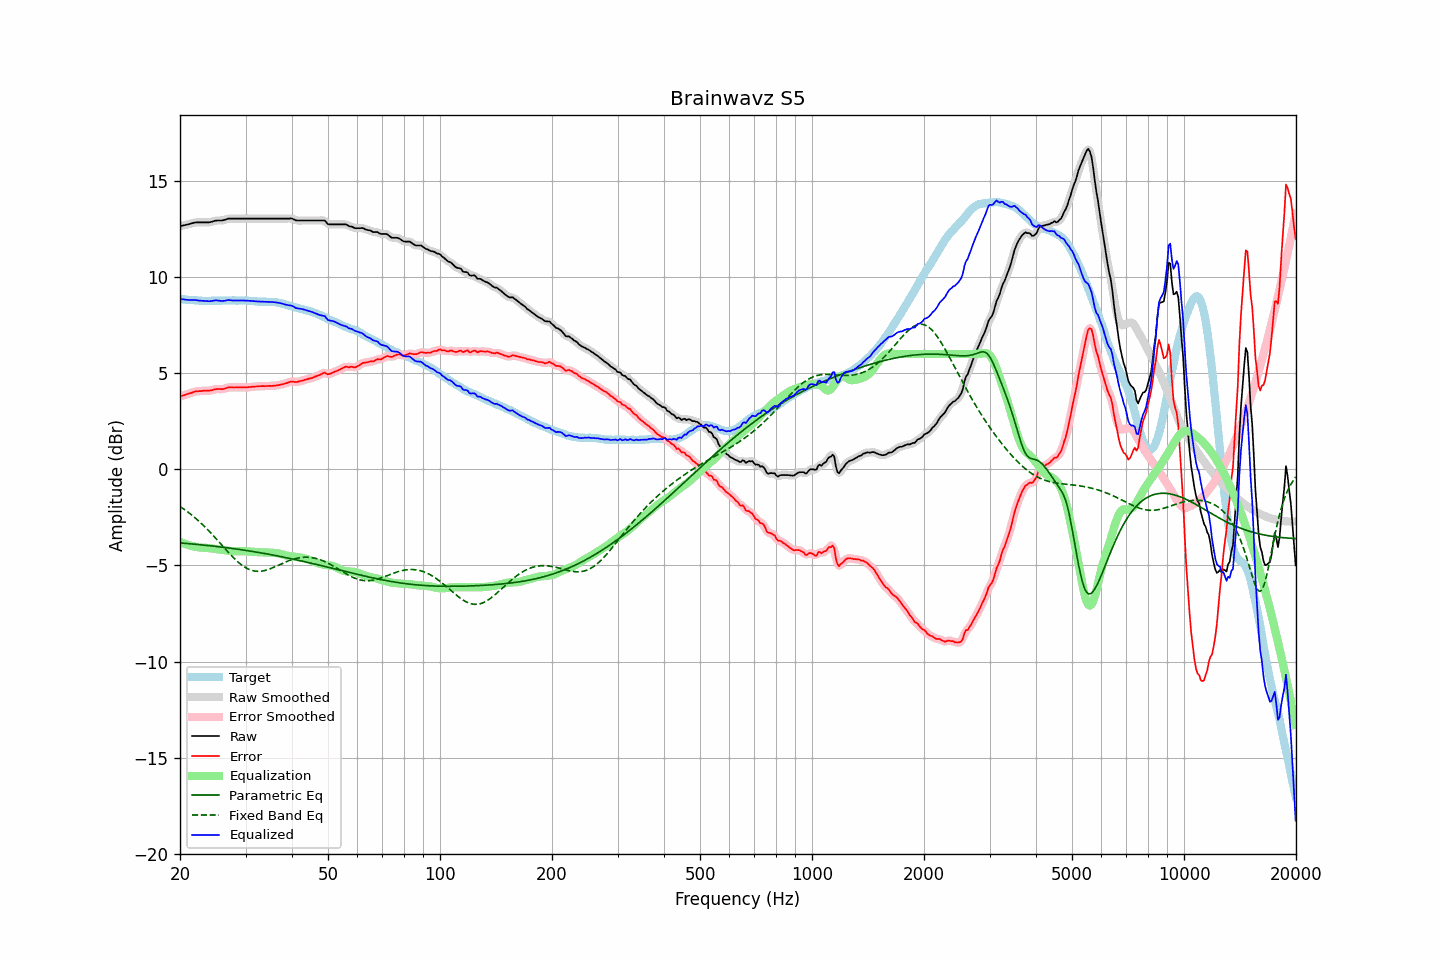 Brainwavz S5
Amplitude (dBr)
15
10
5
0
−5
−10
−15
−20
Target
Raw Smoothed
Error Smoothed
Raw
Error
Equalization
Parametric Eq
Fixed Band Eq
Equalized
20 50 100 200 500 1000 2000 5000 10000 20000
Frequency (Hz)